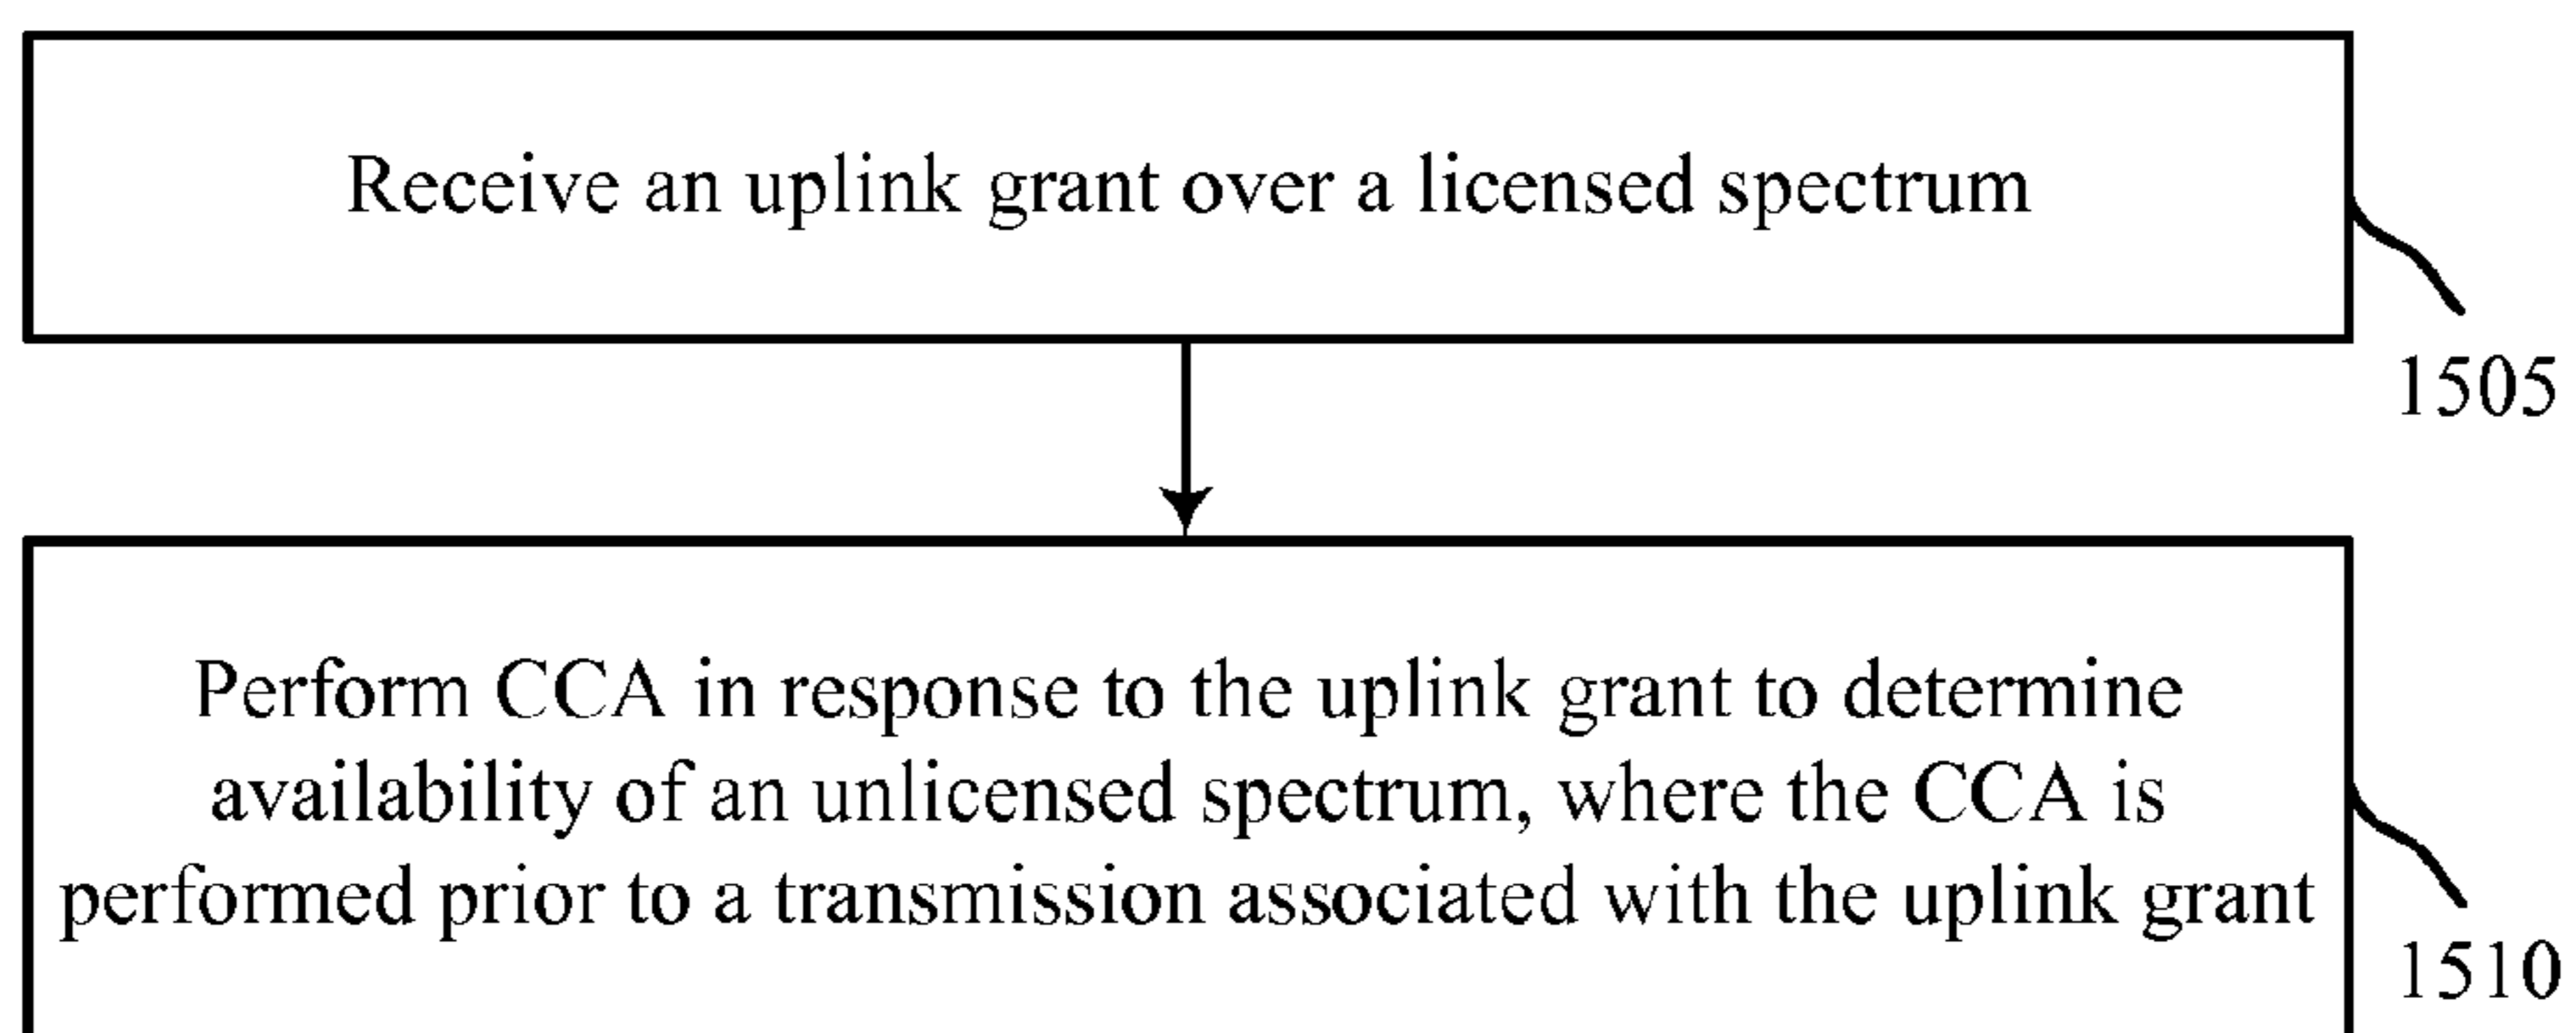 Receive an uplink grant over a licensed spectrum
1505
Perform CCA in response to the uplink grant to determine
availability of an unlicensed spectrum, where the CCA is
performed prior to a transmission associated with the uplink grant
1510